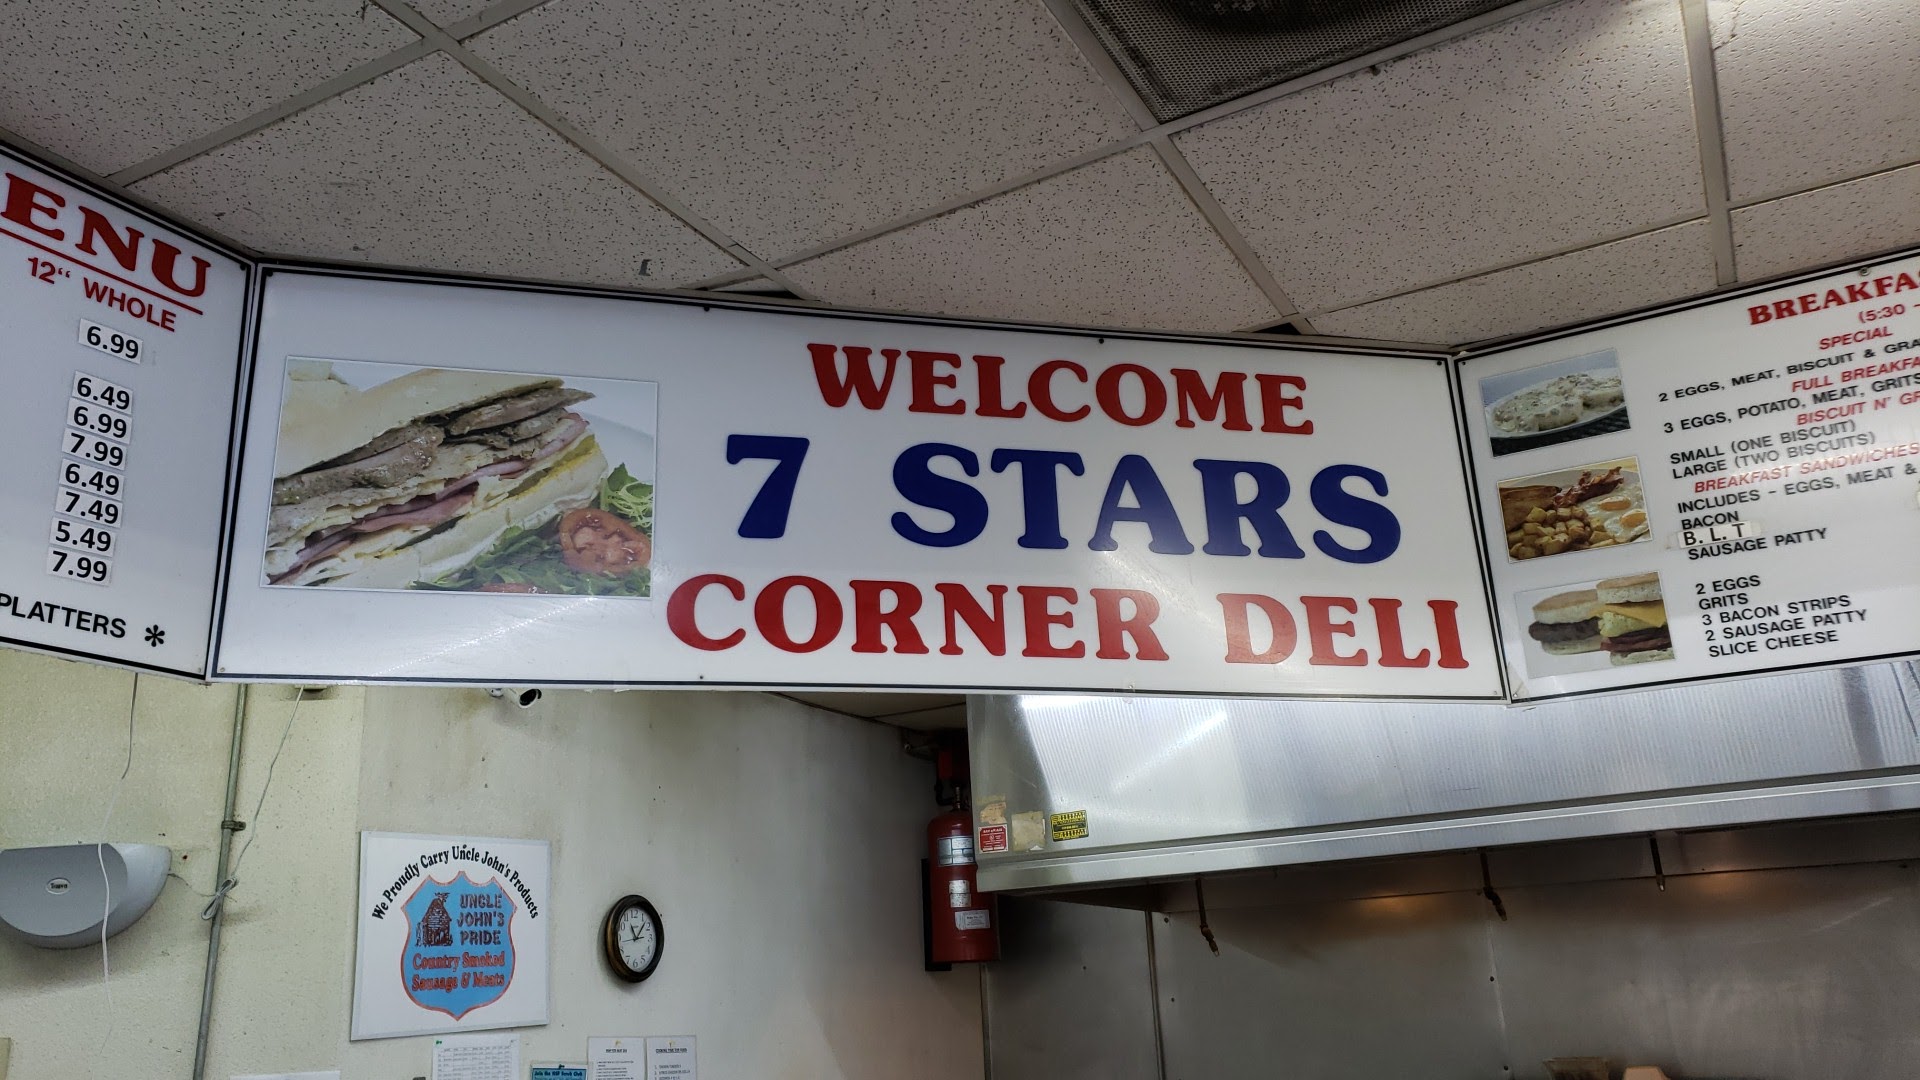 ENU
12" WHOLE
6.99
6.49
6.99
7.99
6.49
7.49
5.49
7.99
PLATTERS *
WELCOME
7 STARS
CORNER DELI
BREAKFA
(5:30 -
SPECIAL
2 EGGS, MEAT, BISCUIT & GRA
FULL BREAKFA
3 EGGS, POTATO, MEAT, GRITS
BISCUIT N' GR
SMALL (ONE BISCUIT)
LARGE (TWO BISCUITS)
BREAKFAST SANDWICHES
INCLUDES - EGGS, MEAT &
BACON
B. L. T
SAUSAGE PATTY
2 EGGS
GRITS
3 BACON STRIPS
2 SAUSAGE PATTY
SLICE CHEESE
We Proudly Carry Uncle John's Products
UNCLE
JOHN'S
PRIDE
Country Smoked
Sausage & Meats